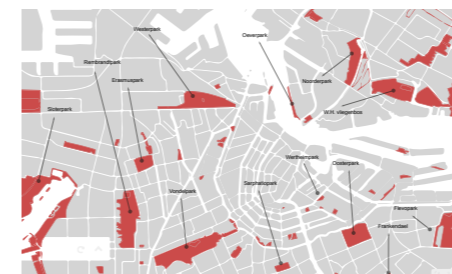 Westerpark
Oeverpark
Rembrandtpark
Erasmuspark
Noorderpark
Sloterpark
W.H. vliegenbos
Wertheimpark
Oosterpark
Sarphatipark
Vondelpark
Flevopark
Frankendael